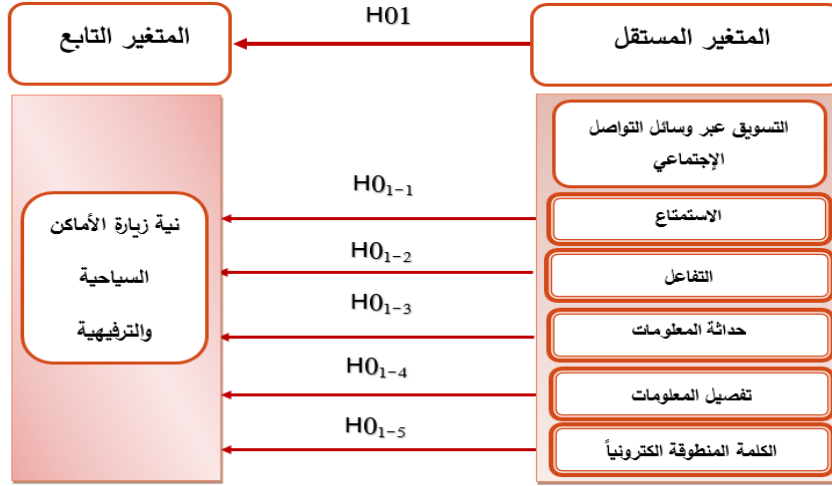 المتغير المستقل
H01
المتغير التابع
التسويق عبر وسائل التواصل
الإجتماعي
الاستمتاع
التفاعل
حداثة المعلومات
تفصيل المعلومات
الكلمة المنطوقة الكترونياً
H0₁₋₁
H0₁₋₂
H0₁₋₃
H0₁₋₄
H0₁₋₅
نية زيارة الأماكن
السياحية
والترفيهية